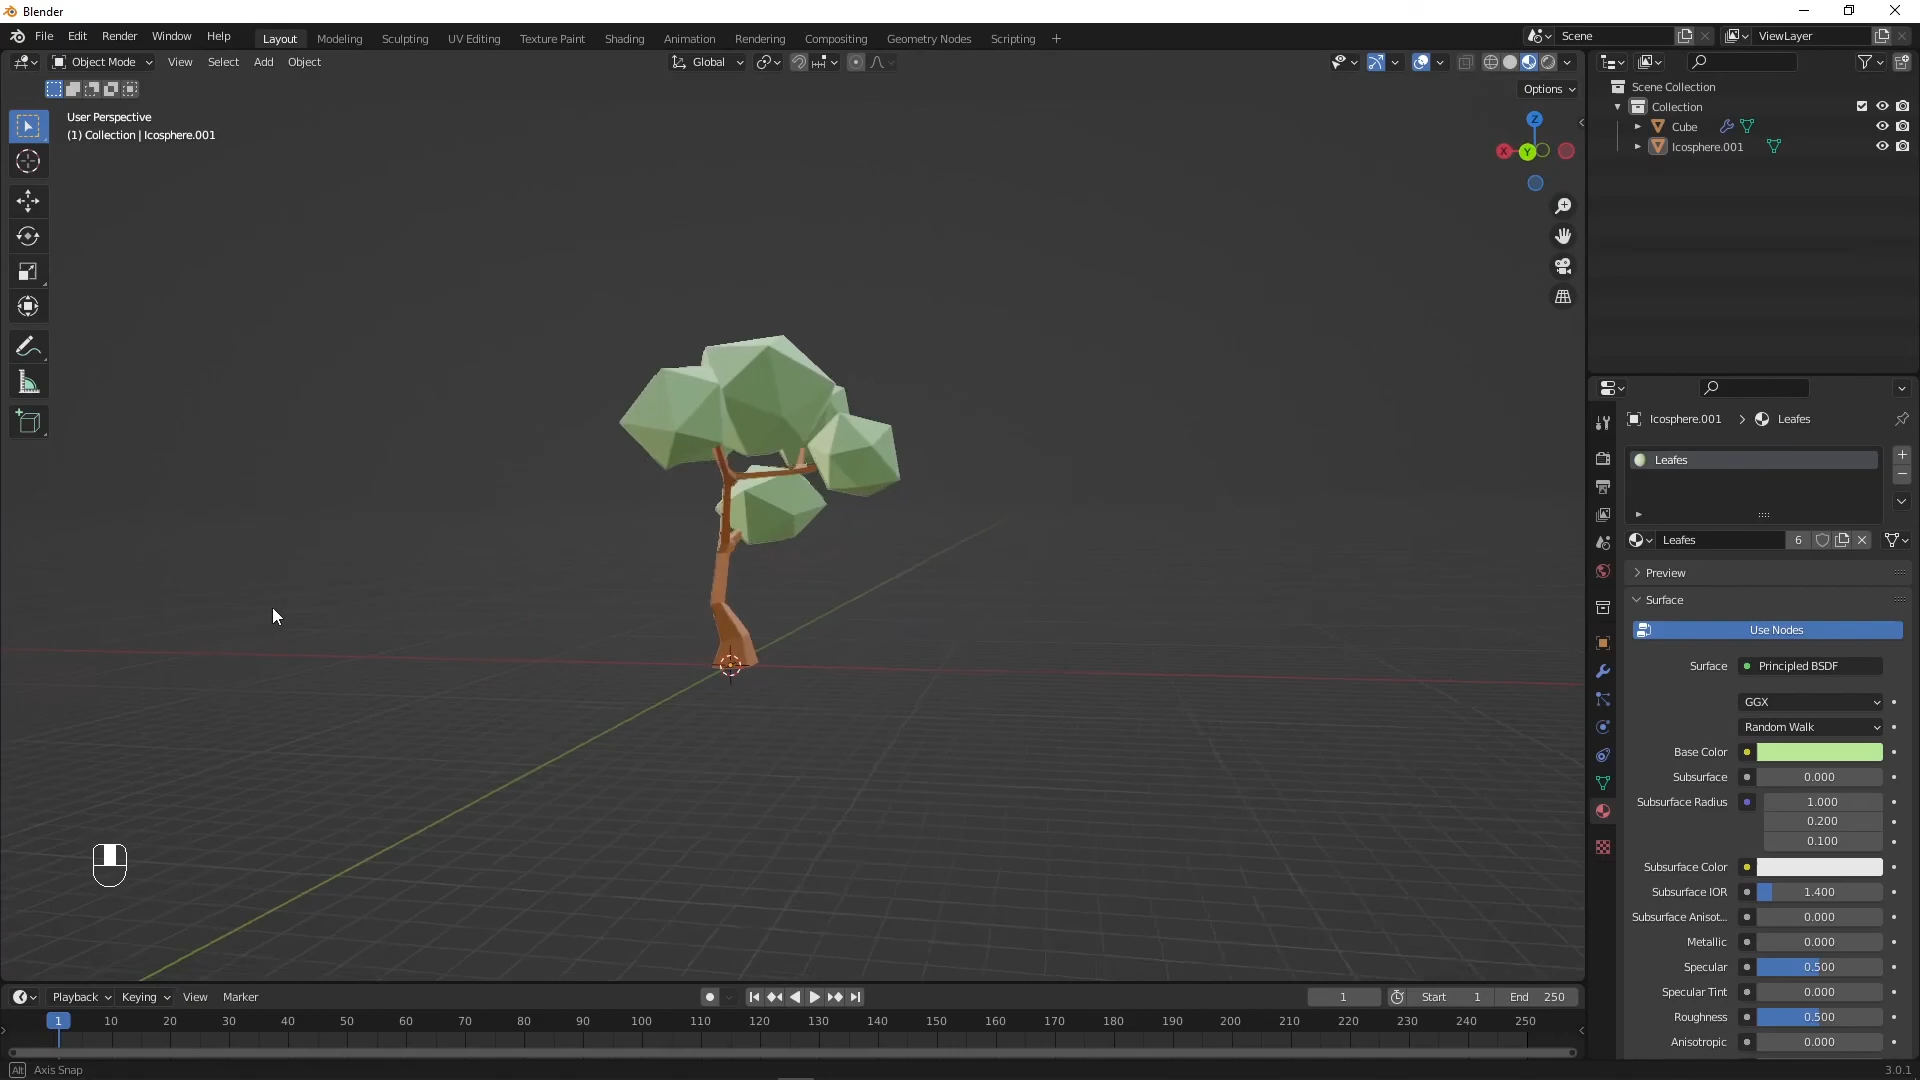 Blender
File Edit Render Window Help Layout Modeling Sculpting UV Editing Texture Paint Shading Animation Rendering Compositing Geometry Nodes Scripting + Scene ViewLayer
Object Mode View Select Add Object Global
Options
User Perspective
(1) Collection | Icosphere.001
Z
X
Y
Scene Collection
Collection
Cube
Icosphere.001
Icosphere.001 > Leafes
Leafes
Leafes 6
Preview
Surface
Use Nodes
Surface Principled BSDF
GGX
Random Walk
Base Color
Subsurface 0.000
Subsurface Radius 1.000
0.200
0.100
Subsurface Color
Subsurface IOR 1.400
Subsurface Anisot... 0.000
Metallic 0.000
Specular 0.500
Specular Tint 0.000
Roughness 0.500
Anisotropic 0.000
Playback Keying View Marker 1 Start 1 End 250
1 10 20 30 40 50 60 70 80 90 100 110 120 130 140 150 160 170 180 190 200 210 220 230 240 250
Alt Axis Snap
3.0.1